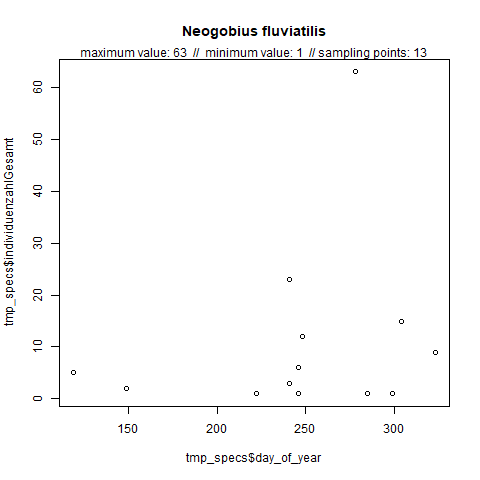 Neogobius fluviatilis
maximum value: 63 // minimum value: 1 // sampling points: 13
tmp_specs$individuenzahlGesamt
60
50
40
30
20
10
0
150 200 250 300
tmp_specs$day_of_year